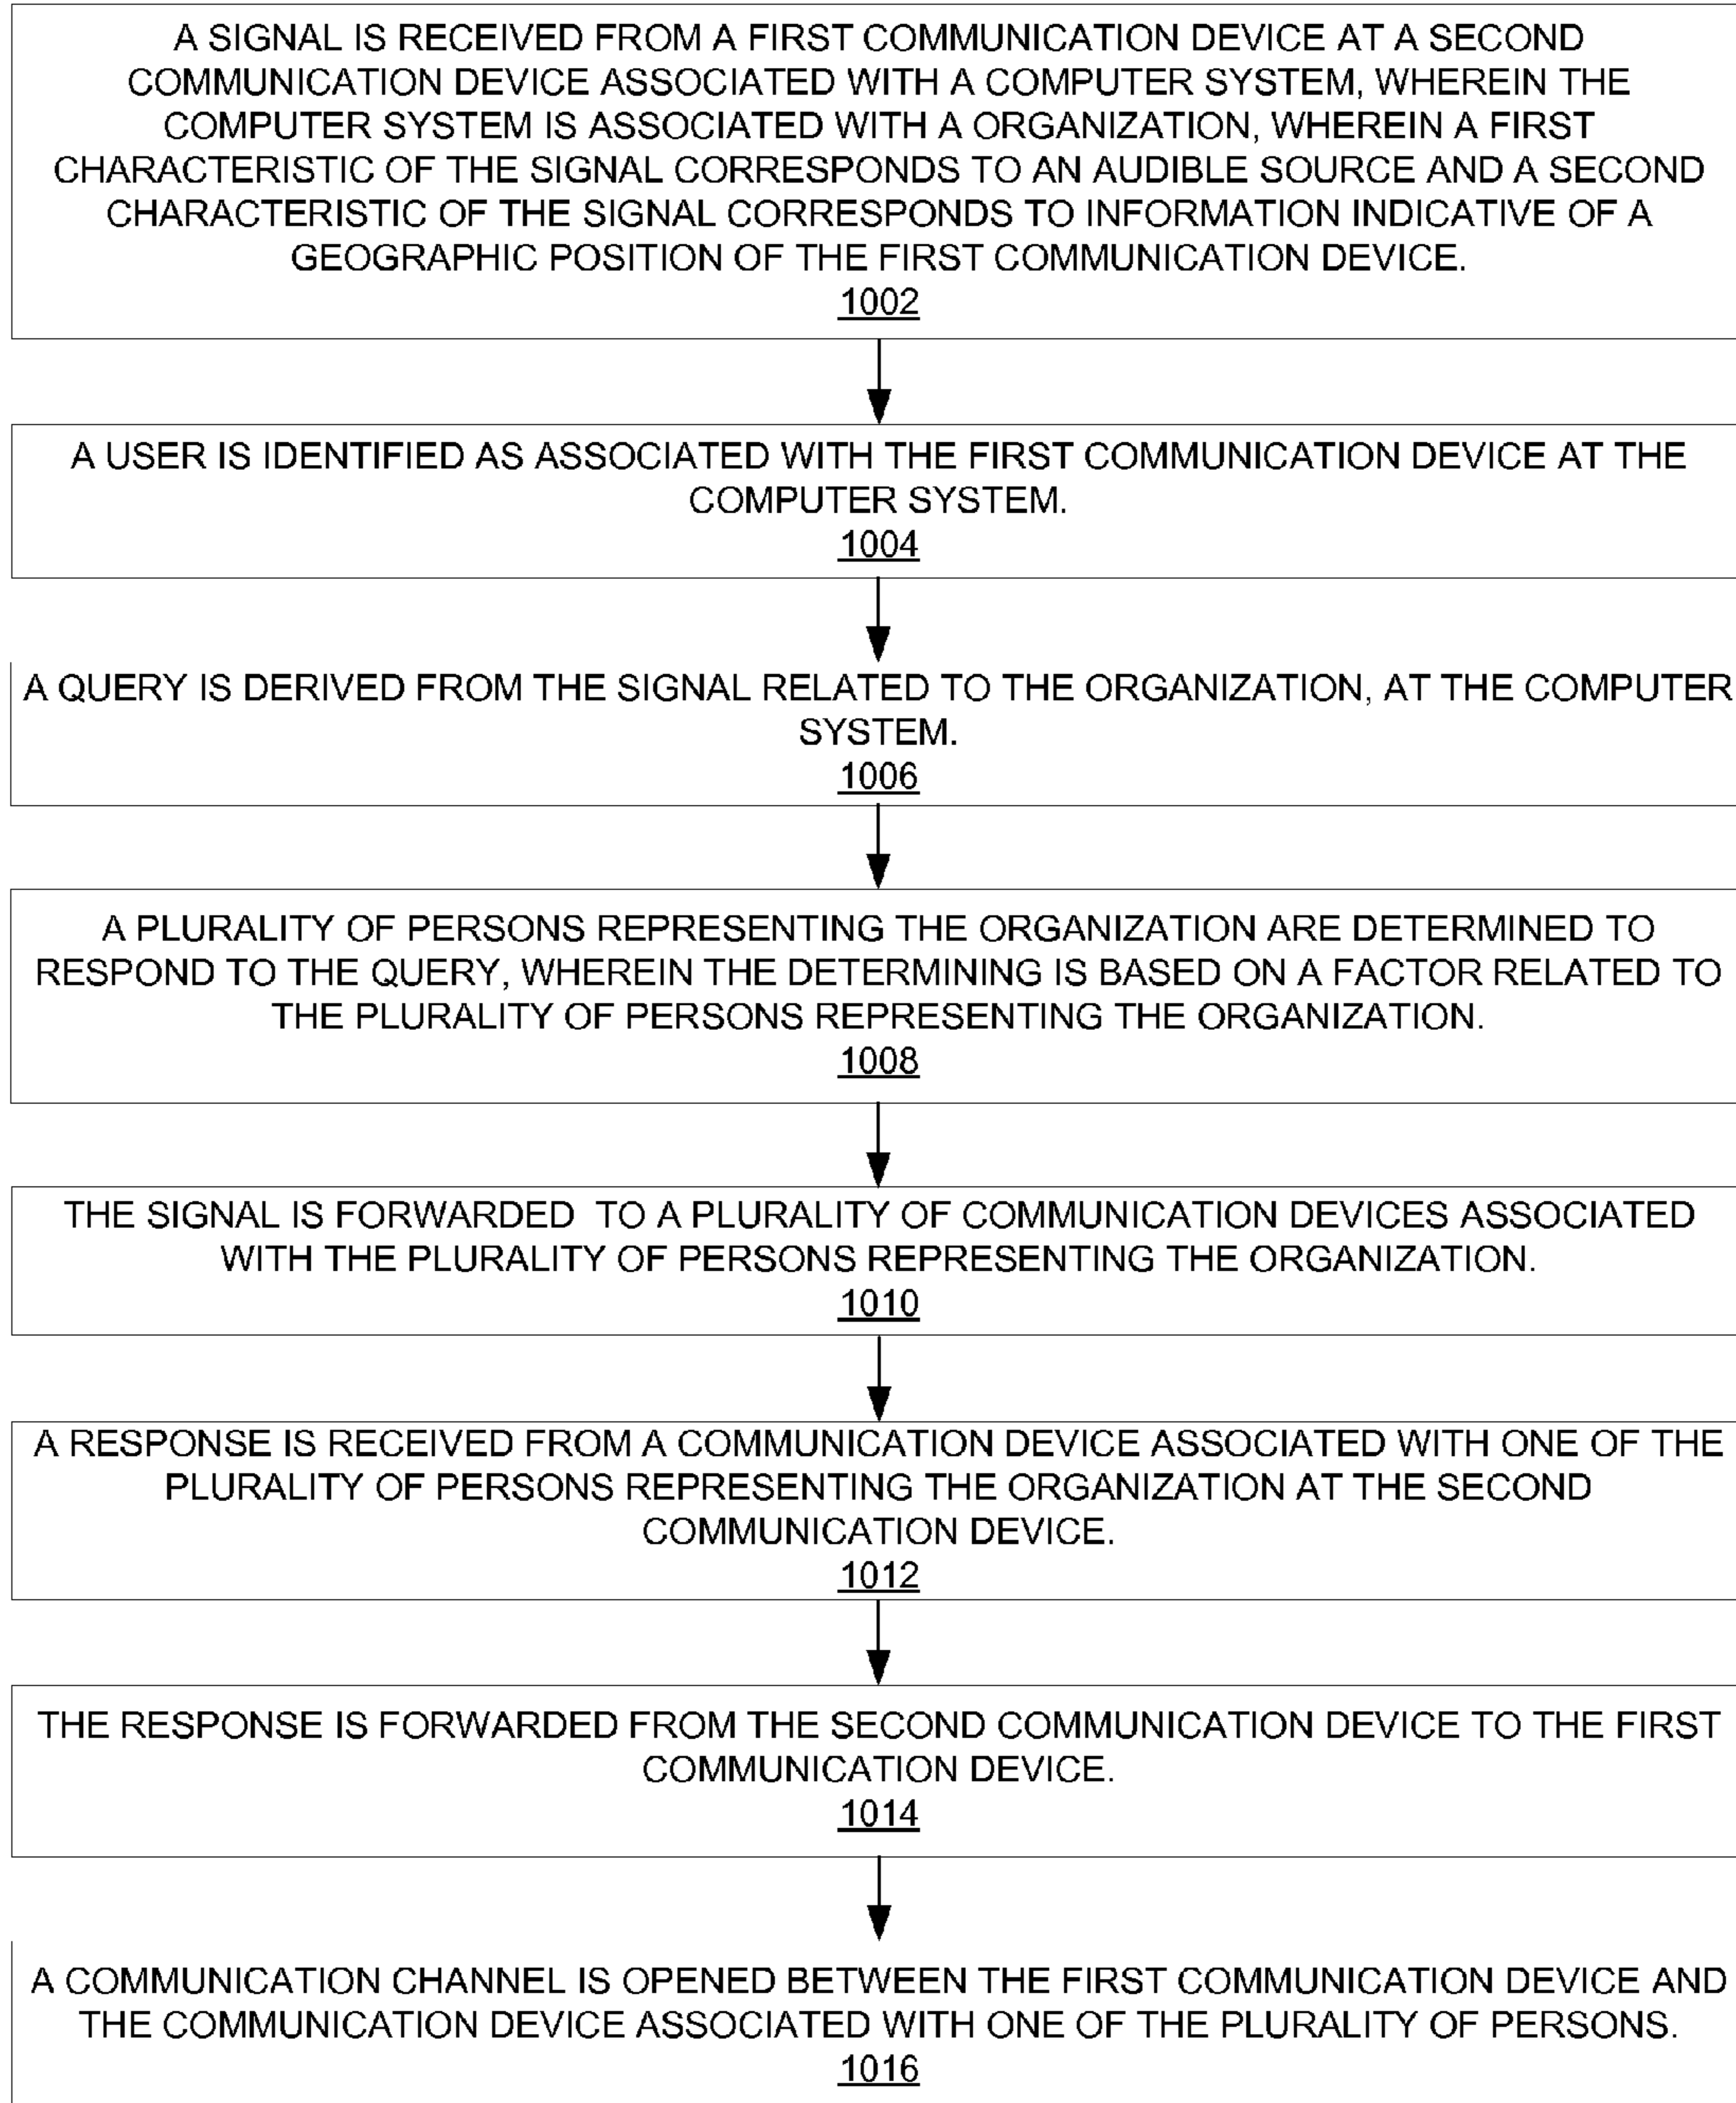 A SIGNAL IS RECEIVED FROM A FIRST COMMUNICATION DEVICE AT A SECOND
COMMUNICATION DEVICE ASSOCIATED WITH A COMPUTER SYSTEM, WHEREIN THE
COMPUTER SYSTEM IS ASSOCIATED WITH A ORGANIZATION, WHEREIN A FIRST
CHARACTERISTIC OF THE SIGNAL CORRESPONDS TO AN AUDIBLE SOURCE AND A SECOND
CHARACTERISTIC OF THE SIGNAL CORRESPONDS TO INFORMATION INDICATIVE OF A
GEOGRAPHIC POSITION OF THE FIRST COMMUNICATION DEVICE.
1002
A USER IS IDENTIFIED AS ASSOCIATED WITH THE FIRST COMMUNICATION DEVICE AT THE
COMPUTER SYSTEM.
1004
A QUERY IS DERIVED FROM THE SIGNAL RELATED TO THE ORGANIZATION, AT THE COMPUTER
SYSTEM.
1006
A PLURALITY OF PERSONS REPRESENTING THE ORGANIZATION ARE DETERMINED TO
RESPOND TO THE QUERY, WHEREIN THE DETERMINING IS BASED ON A FACTOR RELATED TO
THE PLURALITY OF PERSONS REPRESENTING THE ORGANIZATION.
1008
THE SIGNAL IS FORWARDED TO A PLURALITY OF COMMUNICATION DEVICES ASSOCIATED
WITH THE PLURALITY OF PERSONS REPRESENTING THE ORGANIZATION.
1010
A RESPONSE IS RECEIVED FROM A COMMUNICATION DEVICE ASSOCIATED WITH ONE OF THE
PLURALITY OF PERSONS REPRESENTING THE ORGANIZATION AT THE SECOND
COMMUNICATION DEVICE.
1012
THE RESPONSE IS FORWARDED FROM THE SECOND COMMUNICATION DEVICE TO THE FIRST
COMMUNICATION DEVICE.
1014
A COMMUNICATION CHANNEL IS OPENED BETWEEN THE FIRST COMMUNICATION DEVICE AND
THE COMMUNICATION DEVICE ASSOCIATED WITH ONE OF THE PLURALITY OF PERSONS.
1016